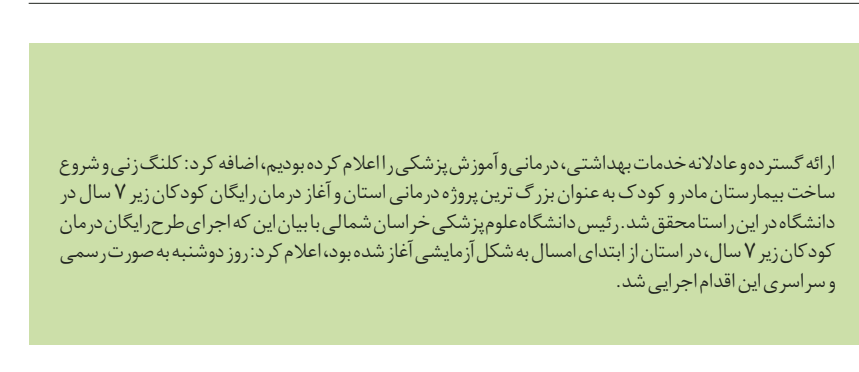 ارائه گسترده و عادلانه خدمات بهداشتی، درمانی و آموزش پزشکی را اعلام کرده بودیم، اضافه کرد: کلنگ زنی و شروع
ساخت بیمارستان مادر و کودک به عنوان بزرگ ترین پروژه درمانی استان و آغاز درمان رایگان کودکان زیر ۷ سال در
دانشگاه در این راستا محقق شد. رئیس دانشگاه علوم پزشکی خراسان شمالی با بیان این که اجرای طرح رایگان درمان
کودکان زیر ۷ سال، در استان از ابتدای امسال به شکل آزمایشی آغاز شده بود، اعلام کرد: روز دوشنبه به صورت رسمی
و سراسری این اقدام اجرایی شد.